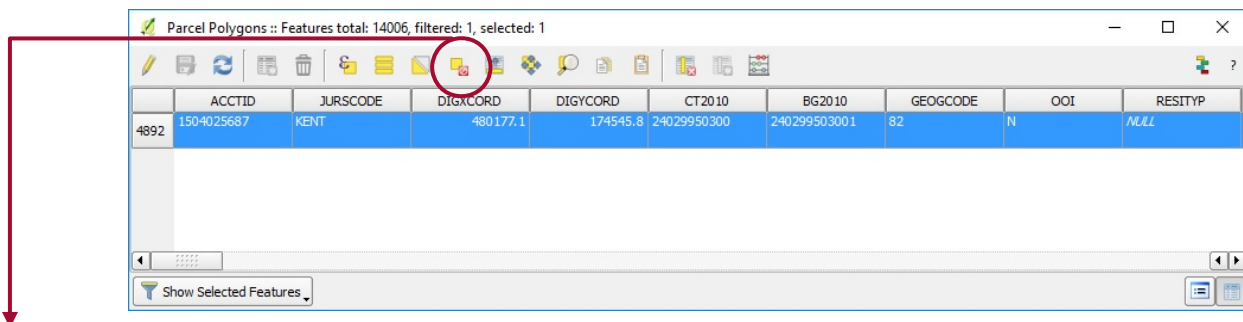 Parcel Polygons :: Features total: 14006, filtered: 1, selected: 1
ε
?
ACCTID JURSCODE DIGXCORD DIGYCORD CT2010 BG2010 GEOGCODE OOI RESITYP
4892 1504025687 KENT 480177.1 174545.8 24029950300 240299503001 82 N NULL
Show Selected Features